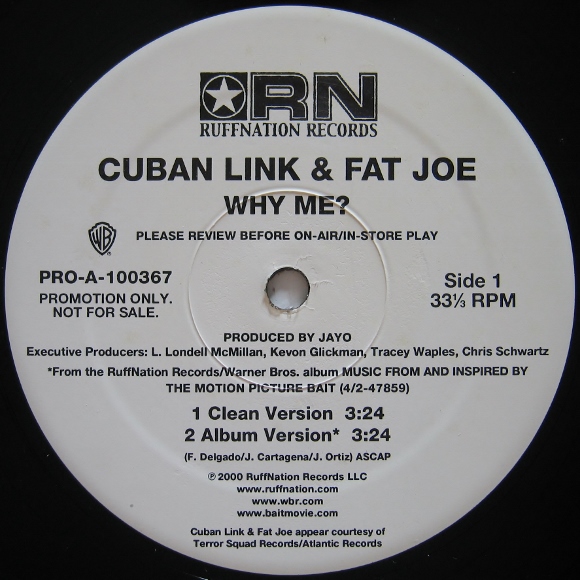 RN
RUFFNATION RECORDS
CUBAN LINK & FAT JOE
WHY ME?
WB
PLEASE REVIEW BEFORE ON-AIR/IN-STORE PLAY
PRO-A-100367
PROMOTION ONLY.
NOT FOR SALE.
Side 1
33⅓ RPM
PRODUCED BY JAYO
Executive Producers: L. Londell McMillan, Kevon Glickman, Tracey Waples, Chris Schwartz
*From the RuffNation Records/Warner Bros. album MUSIC FROM AND INSPIRED BY
THE MOTION PICTURE BAIT (4/2-47859)
1 Clean Version 3:24
2 Album Version* 3:24
(F. Delgado/J. Cartagena/J. Ortiz) ASCAP
℗ 2000 RuffNation Records LLC
www.ruffnation.com
www.wbr.com
www.baitmovie.com
Cuban Link & Fat Joe appear courtesy of
Terror Squad Records/Atlantic Records